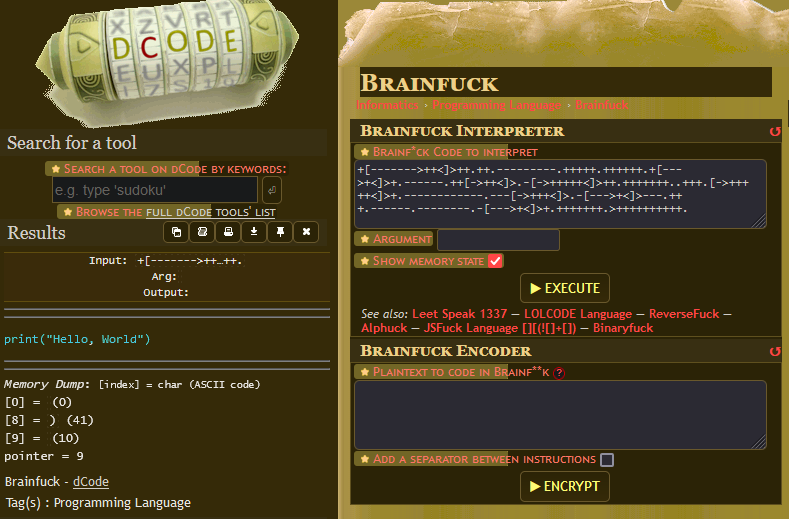 DCODE
Search for a tool
★ Search a tool on dCode by keywords:
e.g. type 'sudoku'
★ Browse the full dCode tools' list
Results
Input: +[------->++…++.
Arg:
Output:
print("Hello, World")
Memory Dump: [index] = char (ASCII code)
[0] = (0)
[8] = ) (41)
[9] = (10)
pointer = 9
Brainfuck - dCode
Tag(s) : Programming Language
Brainfuck
Informatics › Programming Language › Brainfuck
Brainfuck Interpreter
★ Brainf*ck Code to interpret
+[------->++<]>++.++.---------.+++++.++++++.+[---
>+<]>+.------.++[->++<]>.-[->+++++<]>++.+++++++..+++.[->+++
++<]>+.------------.---[->+++<]>.-[--->+<]>---.++
+.------.--------.-[--->+<]>+.+++++++.>++++++++++.
★ Argument
★ Show memory state
▶ EXECUTE
See also: Leet Speak 1337 — LOLCODE Language — ReverseFuck —
Alphuck — JSFuck Language [][(![]+[]) — Binaryfuck
Brainfuck Encoder
★ Plaintext to code in Brainf**k ?
★ Add a separator between instructions
▶ ENCRYPT